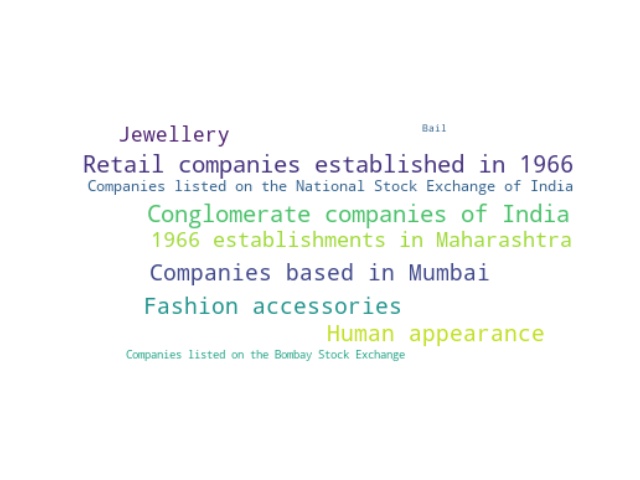 Bail
Jewellery
Retail companies established in 1966
Companies listed on the National Stock Exchange of India
Conglomerate companies of India
1966 establishments in Maharashtra
Companies based in Mumbai
Fashion accessories
Human appearance
Companies listed on the Bombay Stock Exchange